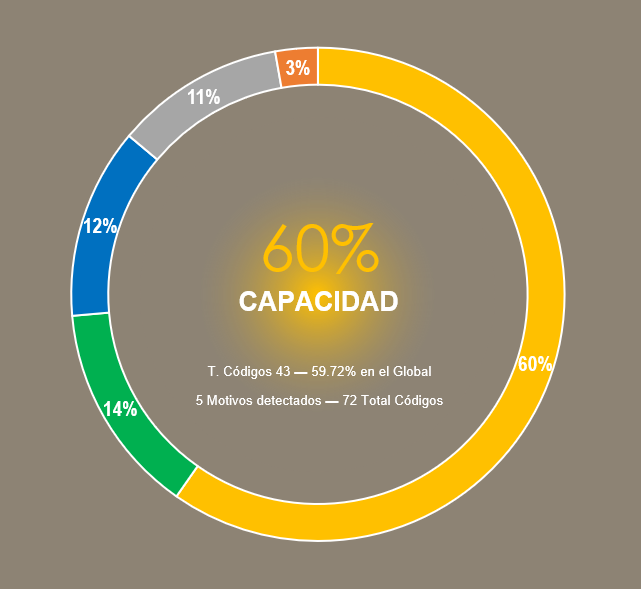 3%
11%
12%
60%
CAPACIDAD
T. Códigos 43 — 59.72% en el Global
60%
5 Motivos detectados — 72 Total Códigos
14%